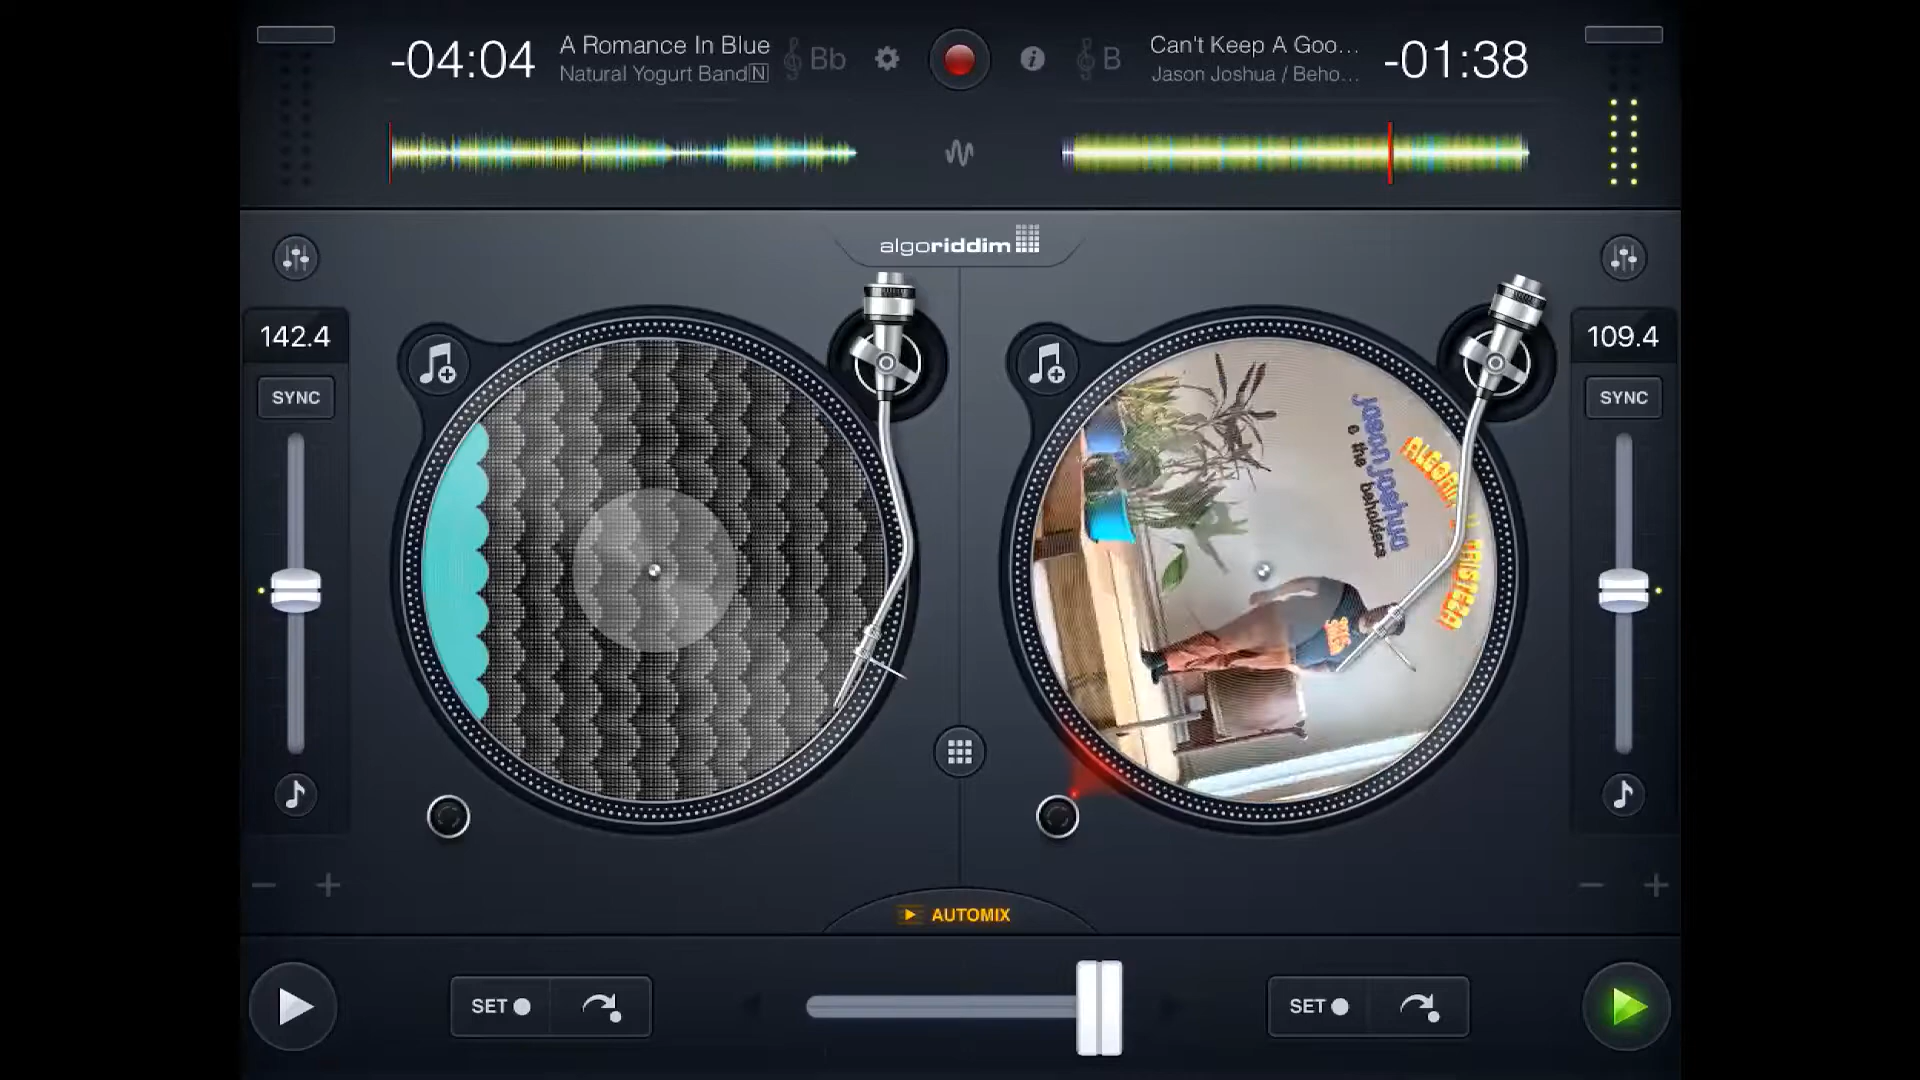 -04:04
A Romance In Blue
Natural Yogurt Band🄽
Bb
B
Can't Keep A Goo...
Jason Joshua / Beho...
-01:38
algoriddim
142.4
SYNC
109.4
SYNC
jason joshua
e the beholders
AUTOMIX
SET
SET